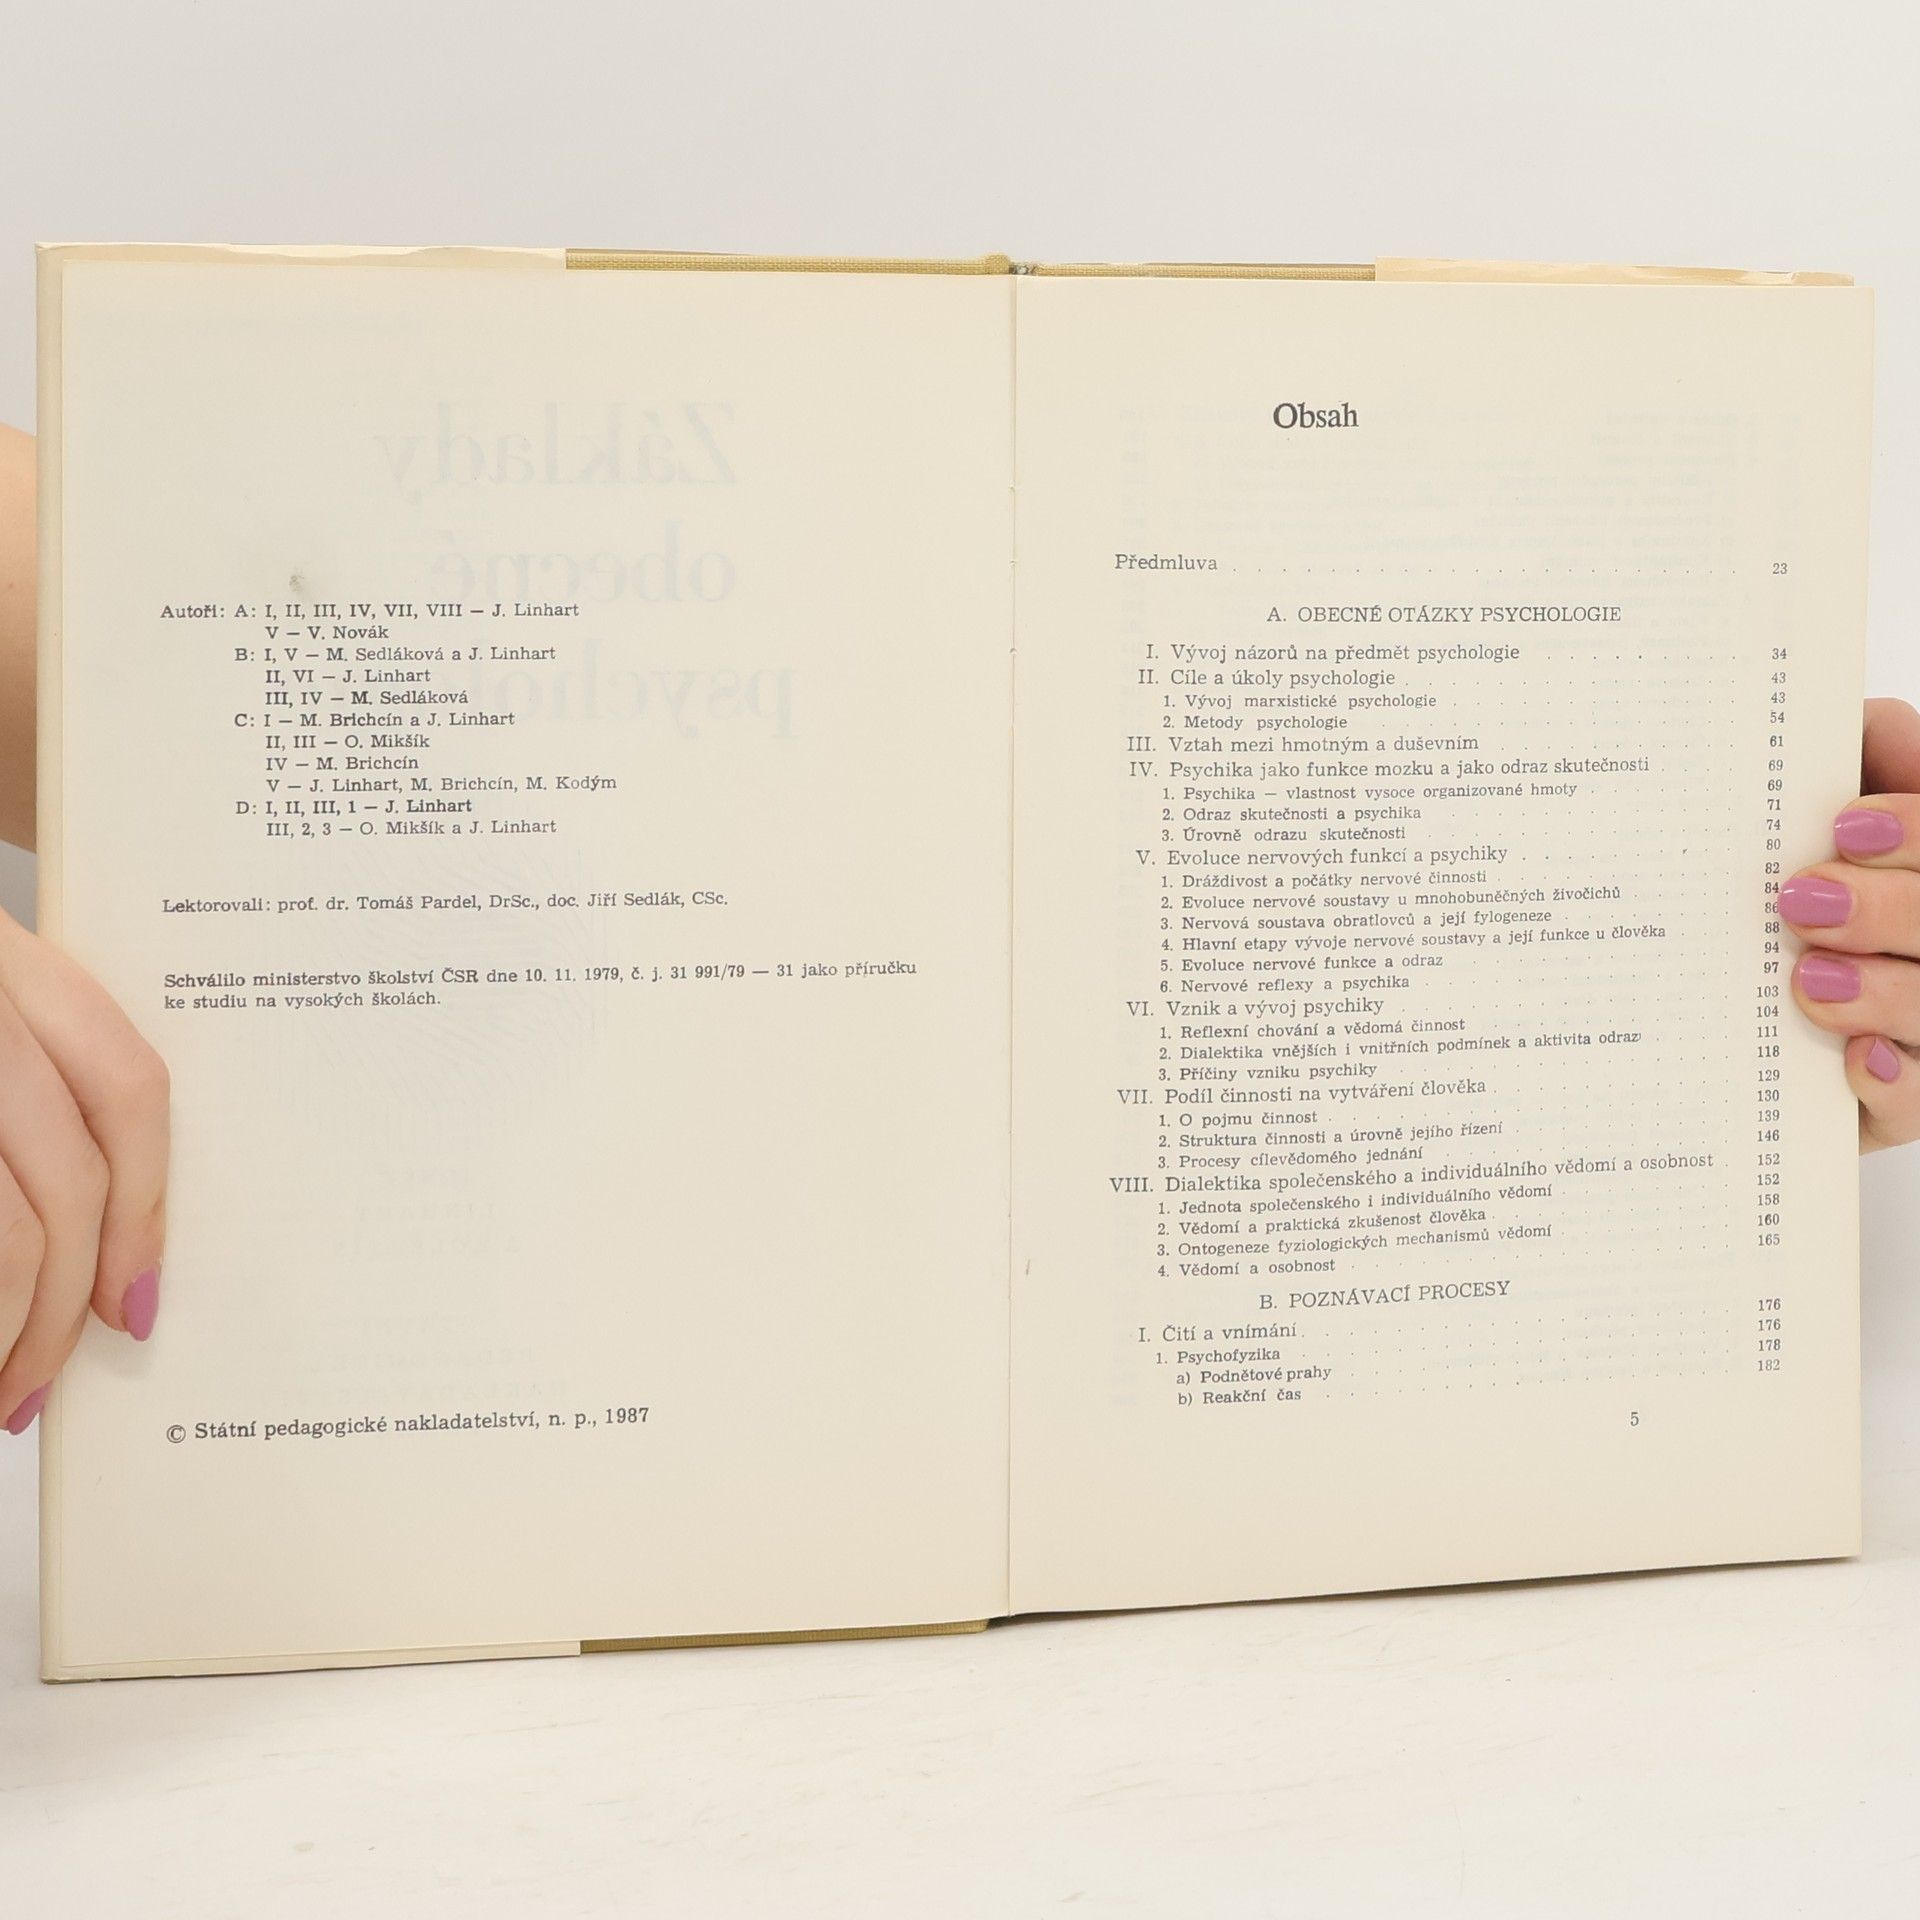 Autoři: A: I, II, III, IV, VII, VIII — J. Linhart
V — V. Novák
B: I, V — M. Sedláková a J. Linhart
II, VI — J. Linhart
III, IV — M. Sedláková
C: I — M. Brichcín a J. Linhart
II, III — O. Mikšík
IV — M. Brichcín
V — J. Linhart, M. Brichcín, M. Kodým
D: I, II, III, 1 — J. Linhart
III, 2, 3 — O. Mikšík a J. Linhart
Lektorovali: prof. dr. Tomáš Pardel, DrSc., doc. Jiří Sedlák, CSc.
Schválilo ministerstvo školství ČSR dne 10. 11. 1979, č. j. 31 991/79 — 31 jako příručku
ke studiu na vysokých školách.
© Státní pedagogické nakladatelství, n. p., 1987
Obsah
Předmluva . . . 23
A. OBECNÉ OTÁZKY PSYCHOLOGIE
I. Vývoj názorů na předmět psychologie . . . 34
II. Cíle a úkoly psychologie . . . 43
1. Vývoj marxistické psychologie . . . 43
2. Metody psychologie . . . 54
III. Vztah mezi hmotným a duševním . . . 61
IV. Psychika jako funkce mozku a jako odraz skutečnosti . . . 69
1. Psychika — vlastnost vysoce organizované hmoty . . . 69
2. Odraz skutečnosti a psychika . . . 71
3. Úrovně odrazu skutečnosti . . . 74
V. Evoluce nervových funkcí a psychiky . . . 80
1. Dráždivost a počátky nervové činnosti . . . 82
2. Evoluce nervové soustavy u mnohobuněčných živočichů . . . 84
3. Nervová soustava obratlovců a její fylogeneze . . . 86
4. Hlavní etapy vývoje nervové soustavy a její funkce u člověka . . . 88
5. Evoluce nervové funkce a odraz . . . 94
6. Nervové reflexy a psychika . . . 97
VI. Vznik a vývoj psychiky . . . 103
1. Reflexní chování a vědomá činnost . . . 104
2. Dialektika vnějších i vnitřních podmínek a aktivita odraz . . . 111
3. Příčiny vzniku psychiky . . . 118
VII. Podíl činnosti na vytváření člověka . . . 129
1. O pojmu činnost . . . 130
2. Struktura činnosti a úrovně jejího řízení . . . 139
3. Procesy cílevědomého jednání . . . 146
VIII. Dialektika společenského a individuálního vědomí a osobnost . 152
1. Jednota společenského i individuálního vědomí . . . 152
2. Vědomí a praktická zkušenost člověka . . . 158
3. Ontogeneze fyziologických mechanismů vědomí . . . 160
4. Vědomí a osobnost . . . 165
B. POZNÁVACÍ PROCESY
I. Čití a vnímání . . . 176
1. Psychofyzika . . . 176
a) Podnětové prahy . . . 178
b) Reakční čas . . . 182
5